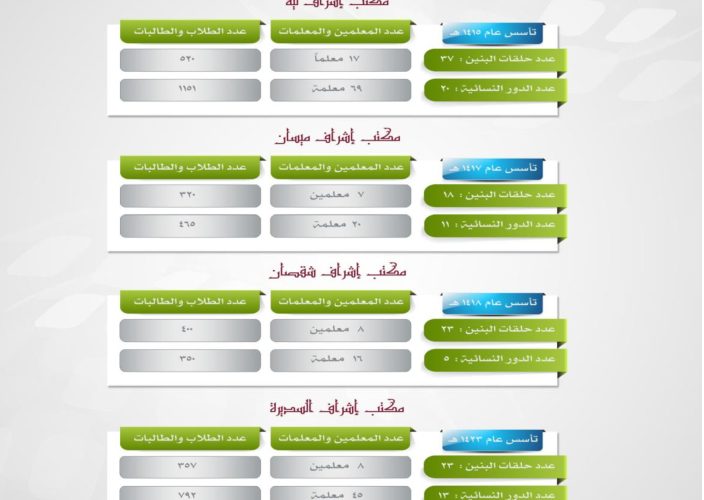 مكتب إشراف لية
تأسس عام ١٤١٥ هـ عدد المعلمين والمعلمات عدد الطلاب والطالبات
عدد حلقات البنين : ٣٧ ١٧ معلماً ٥٢٠
عدد الدور النسائية : ٢٠ ٦٩ معلمة ١١٥١
مكتب إشراف ميسان
تأسس عام ١٤١٧ هـ عدد المعلمين والمعلمات عدد الطلاب والطالبات
عدد حلقات البنين : ١٨ ٧ معلمين ٣٢٠
عدد الدور النسائية : ١١ ٢٠ معلمة ٤٦٥
مكتب إشراف شقصان
تأسس عام ١٤١٨ هـ عدد المعلمين والمعلمات عدد الطلاب والطالبات
عدد حلقات البنين : ٢٣ ٨ معلمين ٤٠٠
عدد الدور النسائية : ٥ ١٦ معلمة ٣٥٠
مكتب إشراف السديرة
تأسس عام ١٤٢٣ هـ عدد المعلمين والمعلمات عدد الطلاب والطالبات
عدد حلقات البنين : ٢٣ ٨ معلمين ٣٥٧
عدد الدور النسائية : ١٣ ٤٥ معلمة ٧٩٢